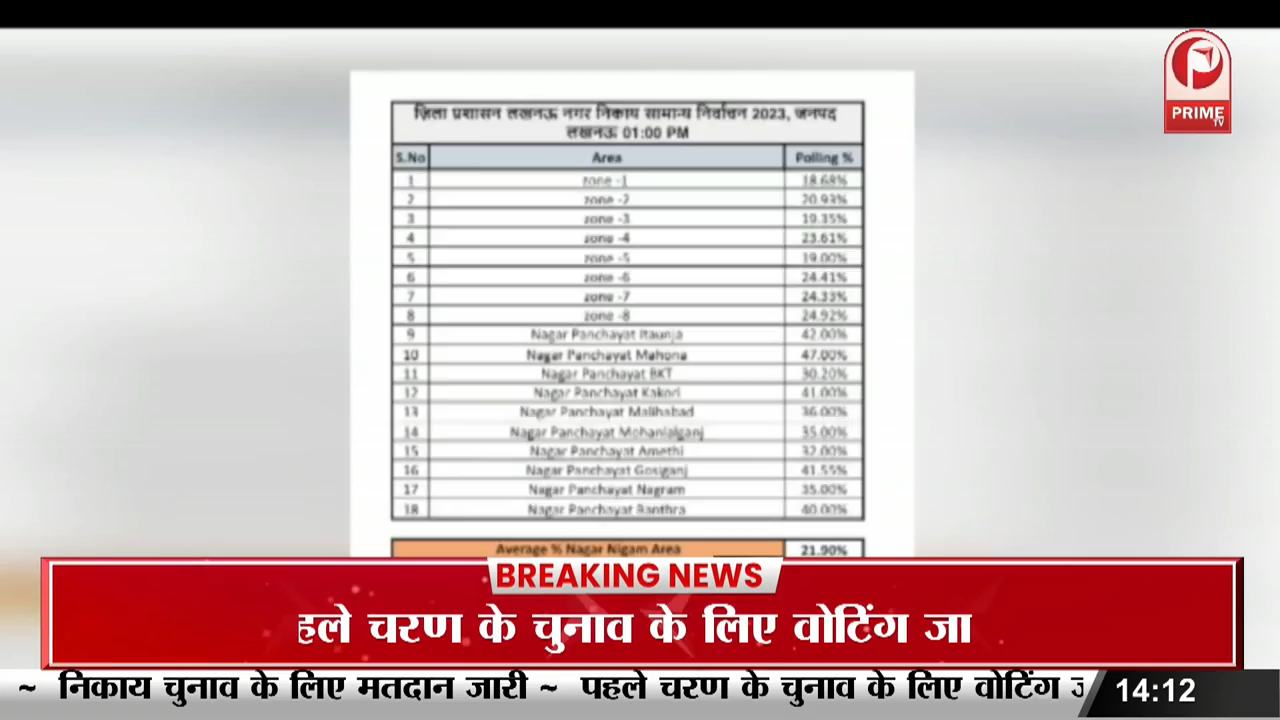 PRIME
TV
ज़िला प्रशासन लखनऊ नगर निकाय सामान्य निर्वाचन 2023, जनपद
लखनऊ 01:00 PM
S.No Area Polling %
1 zone -1 18.68%
2 zone -2 20.93%
3 zone -3 19.35%
4 zone -4 23.61%
5 zone -5 19.00%
6 zone -6 24.41%
7 zone -7 24.33%
8 zone -8 24.92%
9 Nagar Panchayat Itaunja 42.00%
10 Nagar Panchayat Mahona 47.00%
11 Nagar Panchayat BKT 30.20%
12 Nagar Panchayat Kakori 41.00%
13 Nagar Panchayat Malihabad 36.00%
14 Nagar Panchayat Mohanlalganj 35.00%
15 Nagar Panchayat Amethi 32.00%
16 Nagar Panchayat Gosiganj 41.55%
17 Nagar Panchayat Nagram 35.00%
18 Nagar Panchayat Banthra 40.00%
Average % Nagar Nigam Area 21.90%
BREAKING NEWS
हले चरण के चुनाव के लिए वोटिंग जा
~ निकाय चुनाव के लिए मतदान जारी ~ पहले चरण के चुनाव के लिए वोटिंग ज
14:12